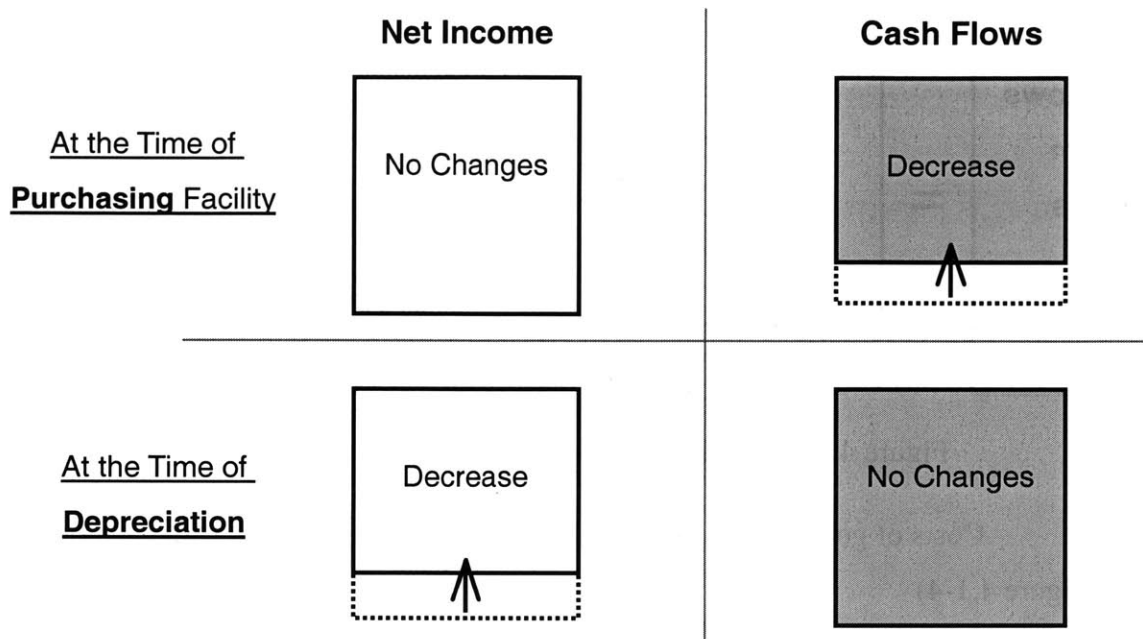 Net Income
Cash Flows
At the Time of
Purchasing Facility
No Changes
Decrease
At the Time of
Depreciation
Decrease
No Changes